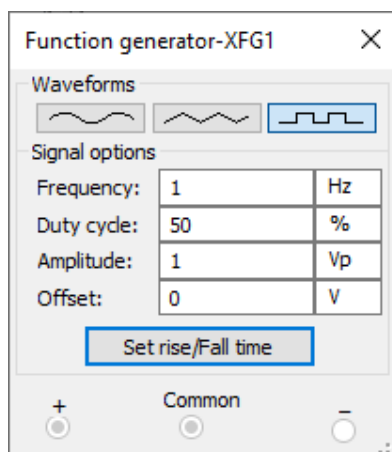 Function generator-XFG1
Waveforms
Signal options
Frequency: 1 Hz
Duty cycle: 50 %
Amplitude: 1 Vp
Offset: 0 V
Set rise/Fall time
+ Common −